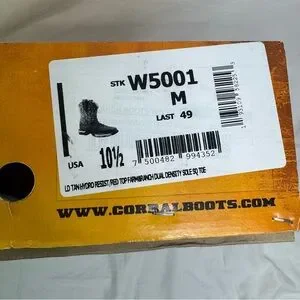 STK W5001
M
LAST 49
USA 10½
7 500482 994352
LD TAN-HYDRO RESIST/PED TOP FARM&RANCH DUAL DENSITY SOLE SQ TOE
WWW.CORRALBOOTS.COM